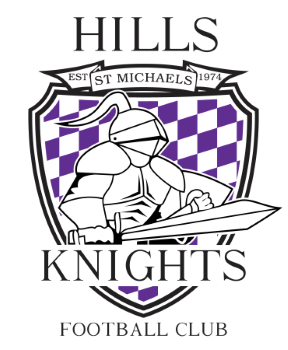 HILLS
EST ST MICHAELS 1974
KNIGHTS
FOOTBALL CLUB